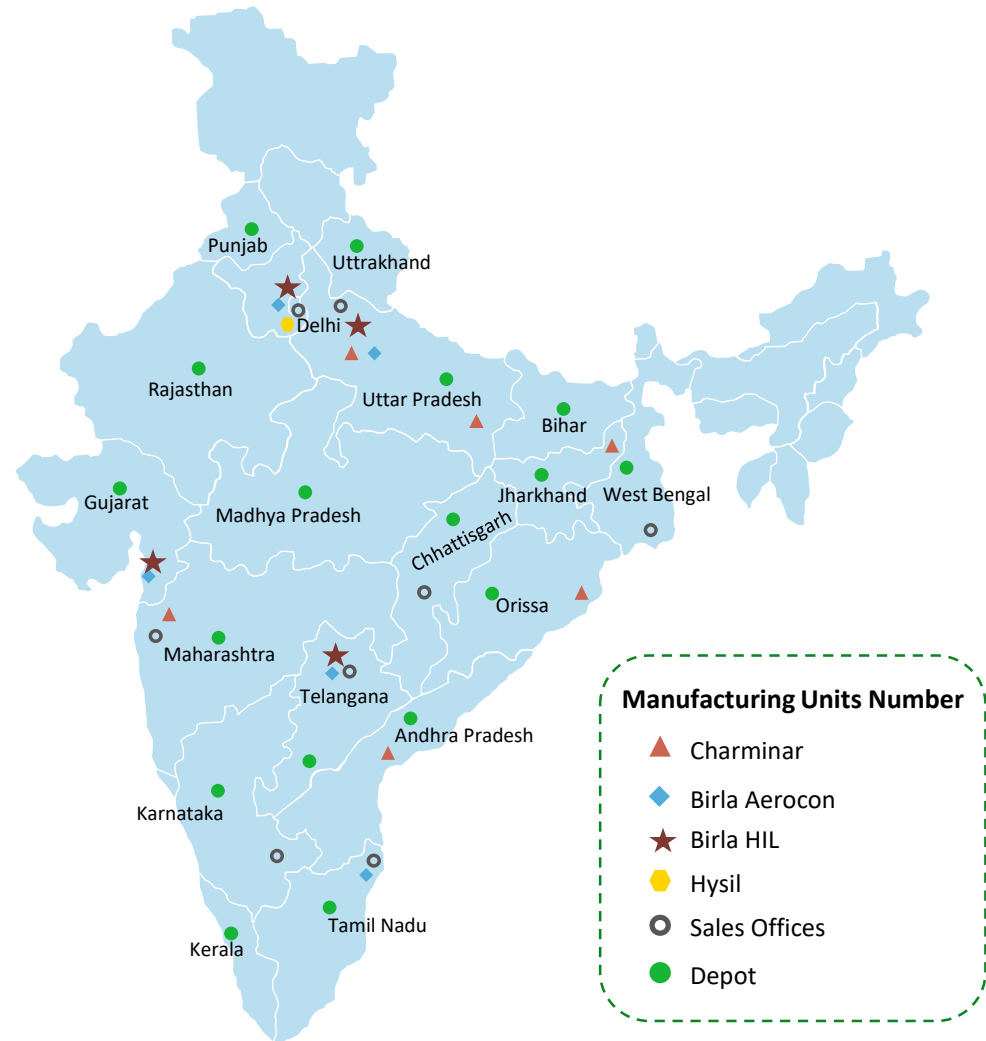 Punjab
Uttrakhand
Delhi
Rajasthan
Uttar Pradesh
Bihar
Gujarat
Madhya Pradesh
Jharkhand
West Bengal
Chhattisgarh
Orissa
Maharashtra
Telangana
Andhra Pradesh
Karnataka
Tamil Nadu
Kerala
Manufacturing Units Number
Charminar
Birla Aerocon
Birla HIL
Hysil
Sales Offices
Depot